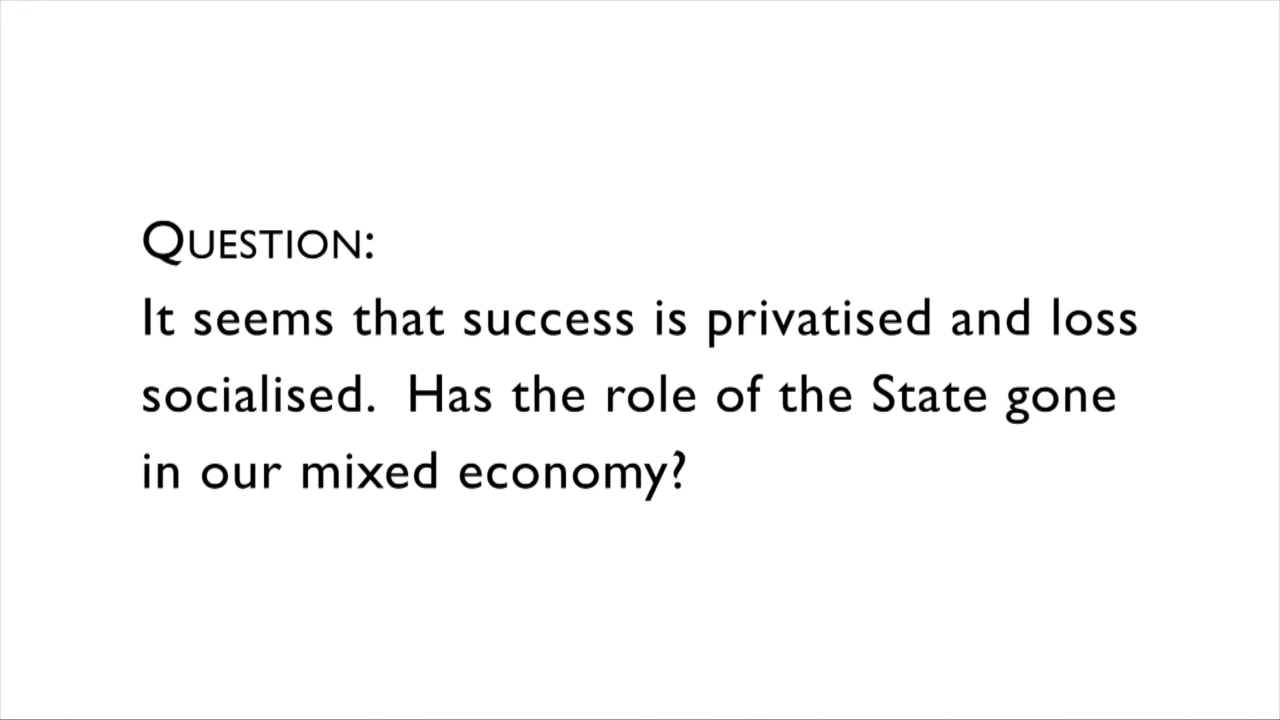 QUESTION:
It seems that success is privatised and loss
socialised. Has the role of the State gone
in our mixed economy?